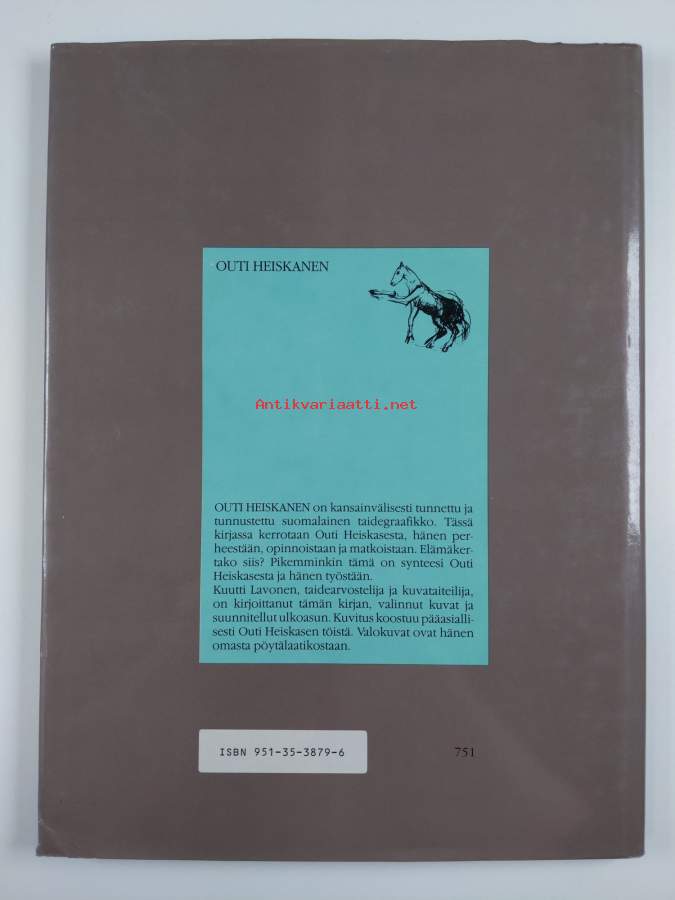 OUTI HEISKANEN
Antikvariaatti.net
OUTI HEISKANEN on kansainvälisesti tunnettu ja
tunnustettu suomalainen taidegraafikko. Tässä
kirjassa kerrotaan Outi Heiskasesta, hänen per-
heestään, opinnoistaan ja matkoistaan. Elämäker-
tako siis? Pikemminkin tämä on synteesi Outi
Heiskasesta ja hänen työstään.
Kuutti Lavonen, taidearvostelija ja kuvataiteilija,
on kirjoittanut tämän kirjan, valinnut kuvat ja
suunnitellut ulkoasun. Kuvitus koostuu pääasialli-
sesti Outi Heiskasen töistä. Valokuvat ovat hänen
omasta pöytälaatikostaan.
ISBN 951-35-3879-6
751